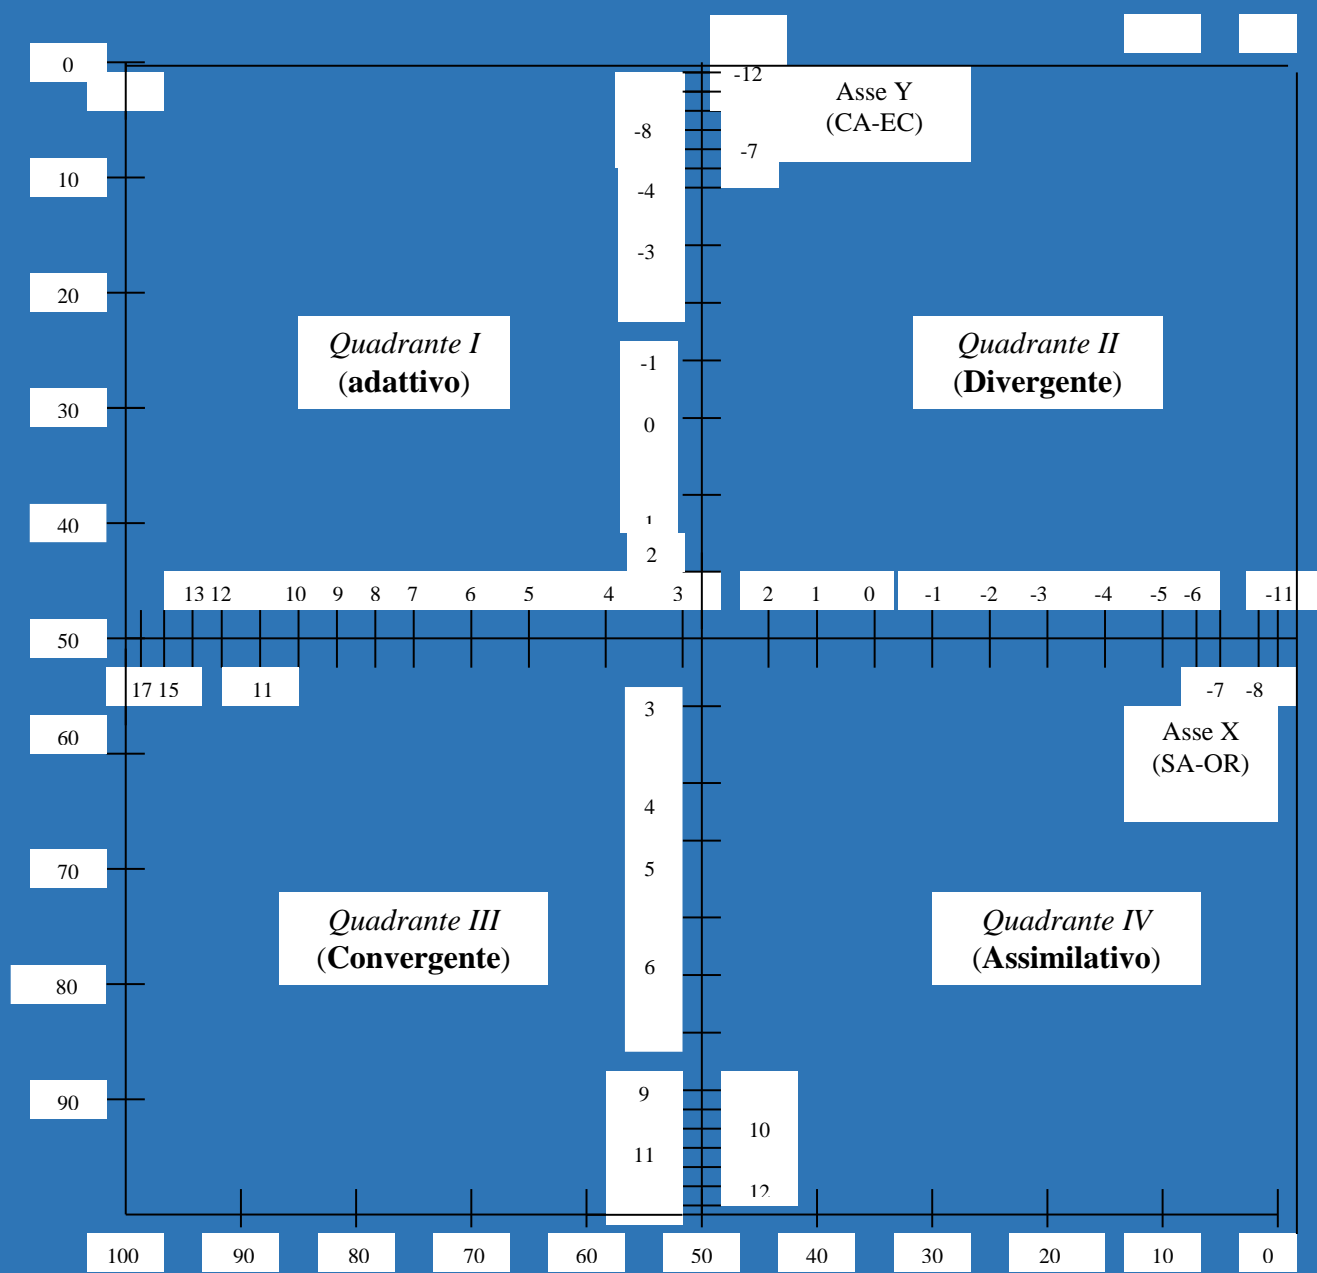 0
-12
Asse Y
(CA-EC)
-8
-7
10
-4
-3
20
Quadrante I
(adattivo)
Quadrante II
(Divergente)
-1
30
0
40
1
2
13 12 10 9 8 7 6 5 4 3 2 1 0 -1 -2 -3 -4 -5 -6 -11
50
17 15 11 -7 -8
3
60
Asse X
(SA-OR)
4
70
5
Quadrante III
(Convergente)
Quadrante IV
(Assimilativo)
6
80
90
9
10
11
12
100 90 80 70 60 50 40 30 20 10 0